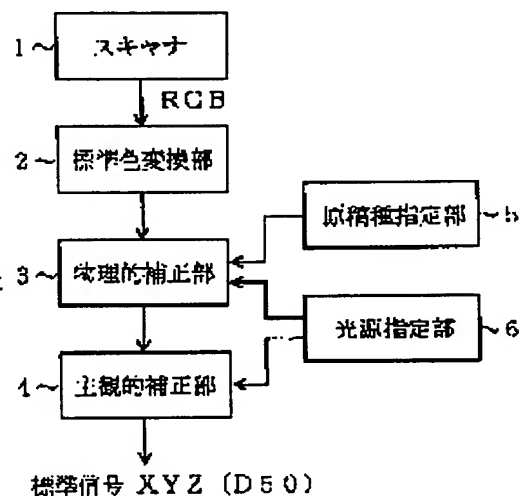 1～ スキャナ
RGB
2～ 標準色変換部
原稿種指定部 ～5
3～ 物理的補正部
光源指定部 ～6
4～ 主観的補正部
標準信号 XYZ (D50)